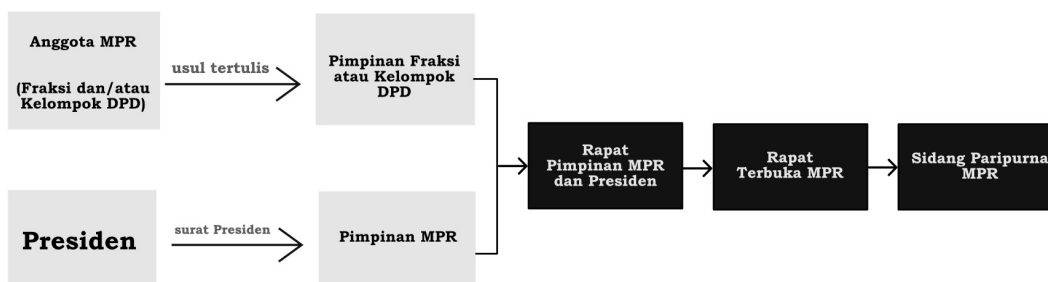 Anggota MPR
(Fraksi dan/atau
Kelompok DPD)
usul tertulis
Pimpinan Fraksi
atau Kelompok
DPD
Presiden
surat Presiden
Pimpinan MPR
Rapat
Pimpinan MPR
dan Presiden
Rapat
Terbuka MPR
Sidang Paripurna
MPR